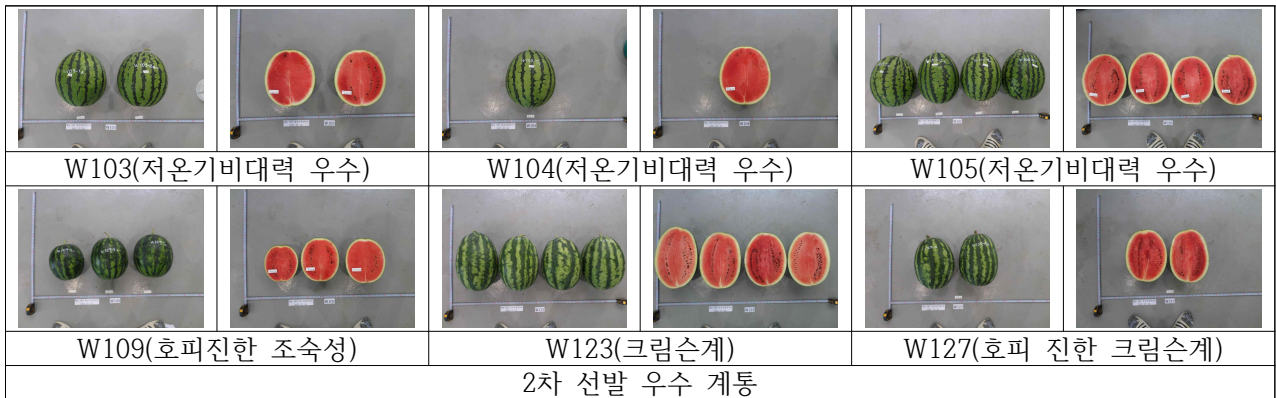 W103(저온기비대력 우수)
W104(저온기비대력 우수)
W105(저온기비대력 우수)
W109(호피진한 조숙성)
W123(크림슨계)
W127(호피 진한 크림슨계)
2차 선발 우수 계통